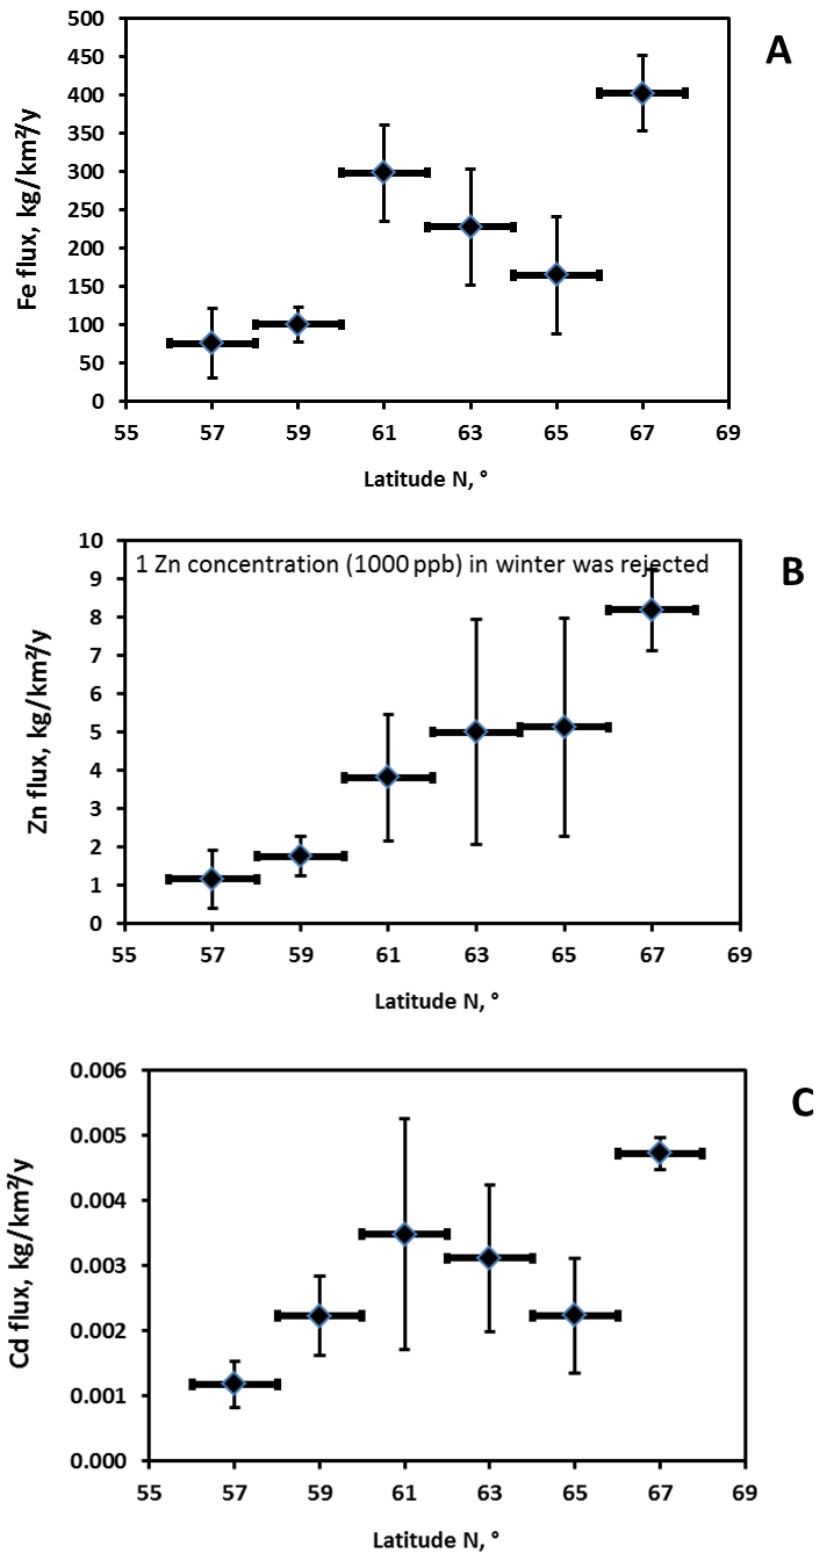 500
450
400
350
300
250
200
150
100
50
0
Fe flux, kg/km²/y
A
55 57 59 61 63 65 67 69
Latitude N, °
10
9
8
7
6
5
4
3
2
1
0
Zn flux, kg/km²/y
1 Zn concentration (1000 ppb) in winter was rejected
B
55 57 59 61 63 65 67 69
Latitude N, °
0.006
0.005
0.004
0.003
0.002
0.001
0.000
Cd flux, kg/km²/y
C
55 57 59 61 63 65 67 69
Latitude N, °